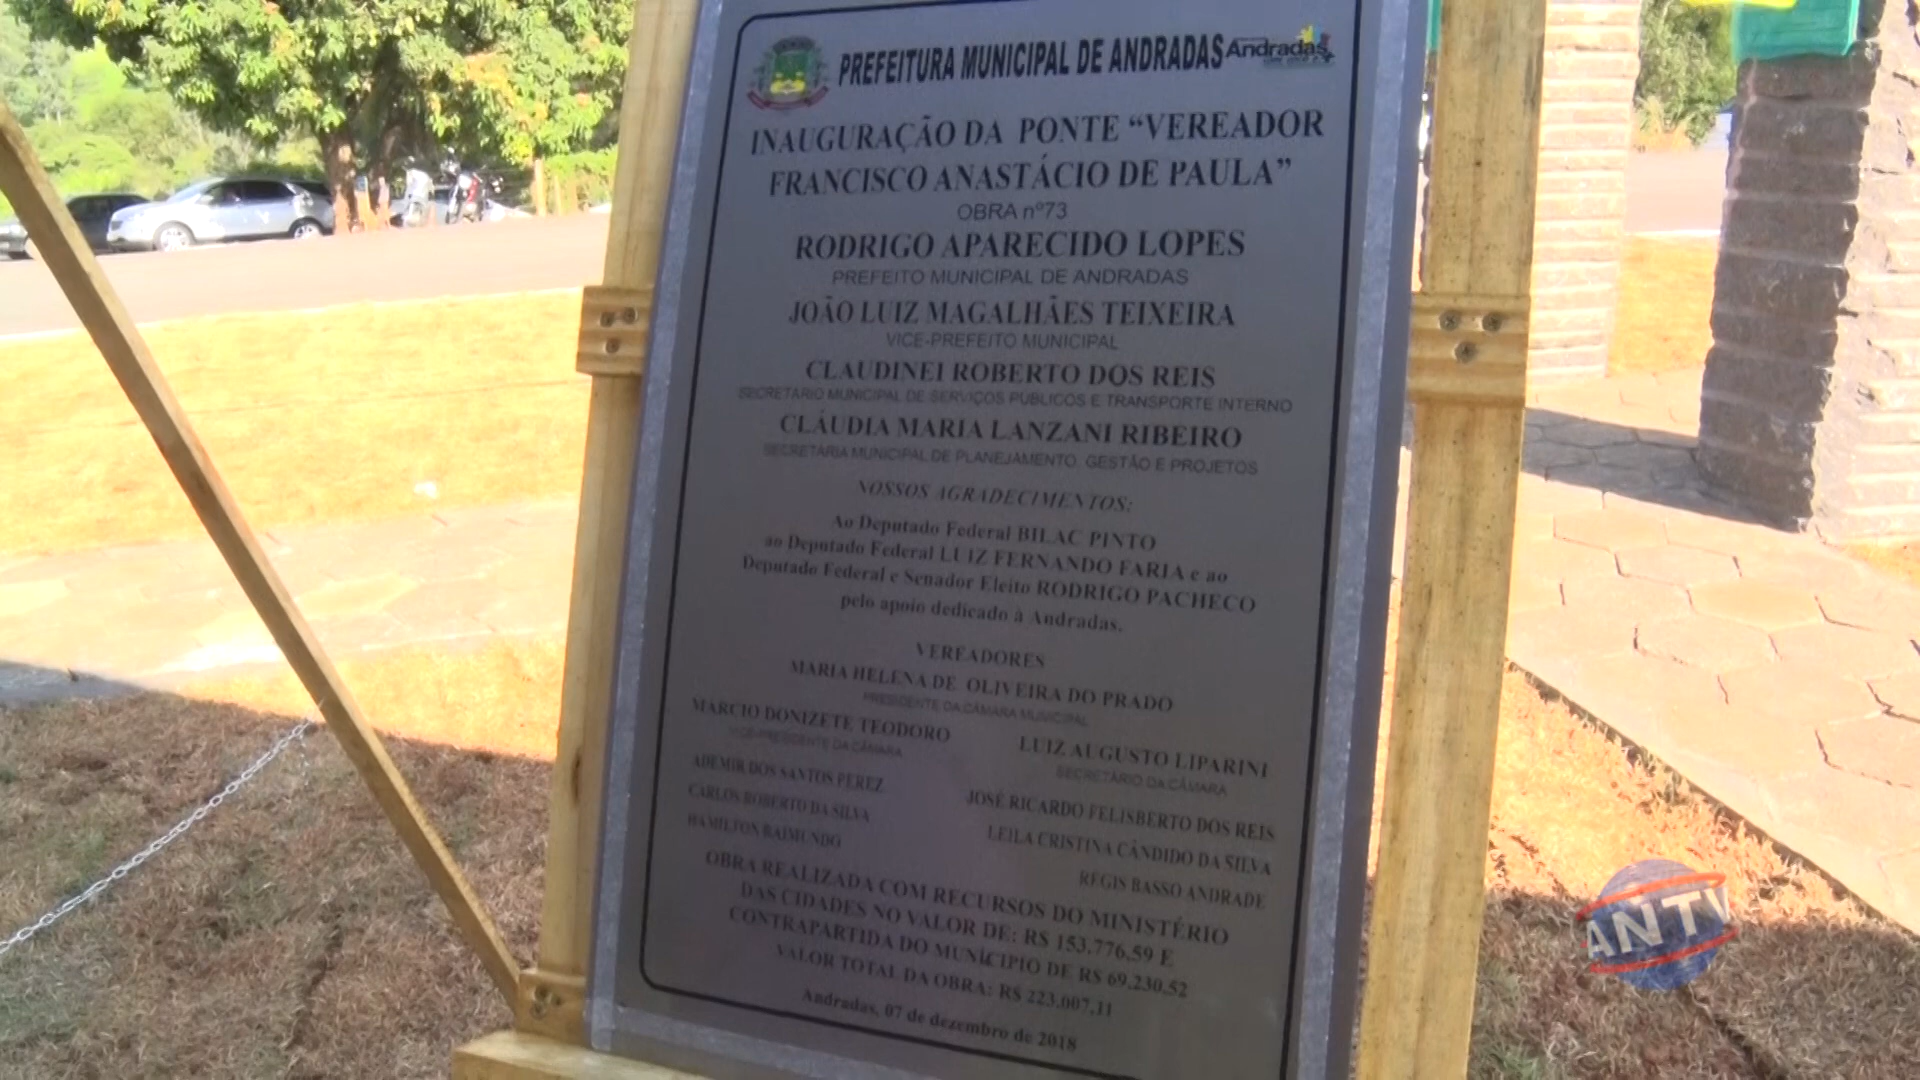 PREFEITURA MUNICIPAL DE ANDRADAS
Andradas
INAUGURAÇÃO DA PONTE “VEREADOR
FRANCISCO ANASTÁCIO DE PAULA”
OBRA nº73
RODRIGO APARECIDO LOPES
PREFEITO MUNICIPAL DE ANDRADAS
JOÃO LUIZ MAGALHÃES TEIXEIRA
VICE-PREFEITO MUNICIPAL
CLAUDINEI ROBERTO DOS REIS
SECRETÁRIO MUNICIPAL DE SERVIÇOS PÚBLICOS E TRANSPORTE INTERNO
CLÁUDIA MARIA LANZANI RIBEIRO
SECRETÁRIA MUNICIPAL DE PLANEJAMENTO, GESTÃO E PROJETOS
NOSSOS AGRADECIMENTOS:
Ao Deputado Federal BILAC PINTO
ao Deputado Federal LUIZ FERNANDO FARIA e ao
Deputado Federal e Senador Eleito RODRIGO PACHECO
pelo apoio dedicado à Andradas.
VEREADORES
MARIA HELENA DE OLIVEIRA DO PRADO
PRESIDENTE DA CÂMARA MUNICIPAL
MÁRCIO DONIZETE TEODORO
VICE-PRESIDENTE DA CÂMARA
LUIZ AUGUSTO LIPARINI
SECRETÁRIO DA CÂMARA
ADEMIR DOS SANTOS PEREZ
JOSÉ RICARDO FELISBERTO DOS REIS
CARLOS ROBERTO DA SILVA
LEILA CRISTINA CÂNDIDO DA SILVA
HAMILTON RAIMUNDO
REGIS BASSO ANDRADE
OBRA REALIZADA COM RECURSOS DO MINISTÉRIO
DAS CIDADES NO VALOR DE: R$ 153.776,59 E
CONTRAPARTIDA DO MUNICÍPIO DE R$ 69.230,52
VALOR TOTAL DA OBRA: R$ 223.007,11
Andradas, 07 de dezembro de 2018
ANTV